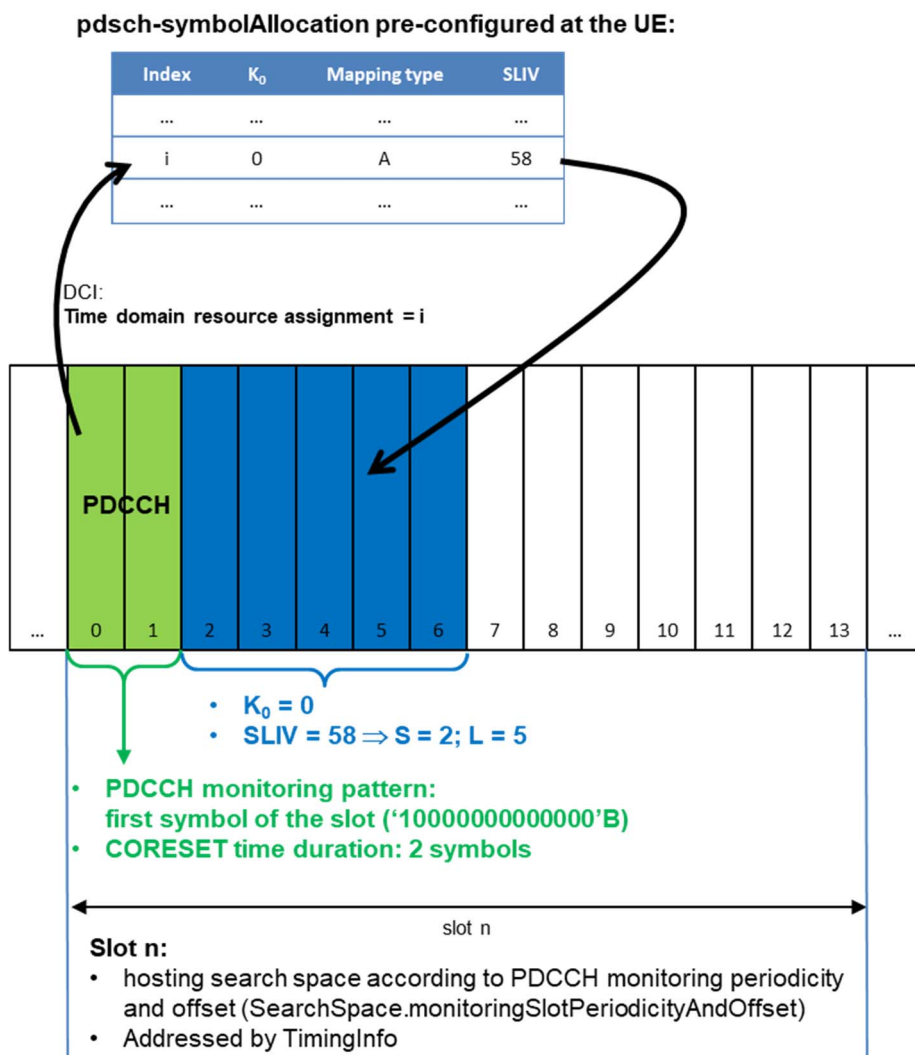 pdsch-symbolAllocation pre-configured at the UE:
Index K₀ Mapping type SLIV
... ... ... ...
i 0 A 58
... ... ... ...
DCI:
Time domain resource assignment = i
PDCCH
... 0 1 2 3 4 5 6 7 8 9 10 11 12 13 ...
• K₀ = 0
• SLIV = 58 ⇒ S = 2; L = 5
• PDCCH monitoring pattern:
first symbol of the slot (‘10000000000000’B)
• CORESET time duration: 2 symbols
slot n
Slot n:
• hosting search space according to PDCCH monitoring periodicity
and offset (SearchSpace.monitoringSlotPeriodicityAndOffset)
• Addressed by TimingInfo